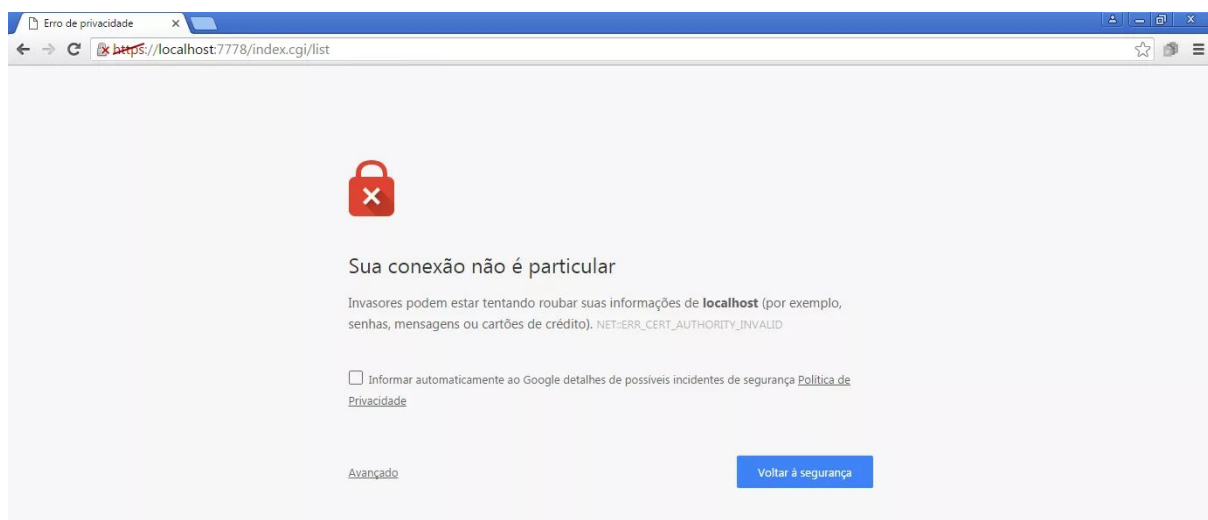 Erro de privacidade
https://localhost:7778/index.cgi/list
Sua conexão não é particular
Invasores podem estar tentando roubar suas informações de localhost (por exemplo,
senhas, mensagens ou cartões de crédito). NET::ERR_CERT_AUTHORITY_INVALID
Informar automaticamente ao Google detalhes de possíveis incidentes de segurança Política de
Privacidade
Avançado
Voltar à segurança